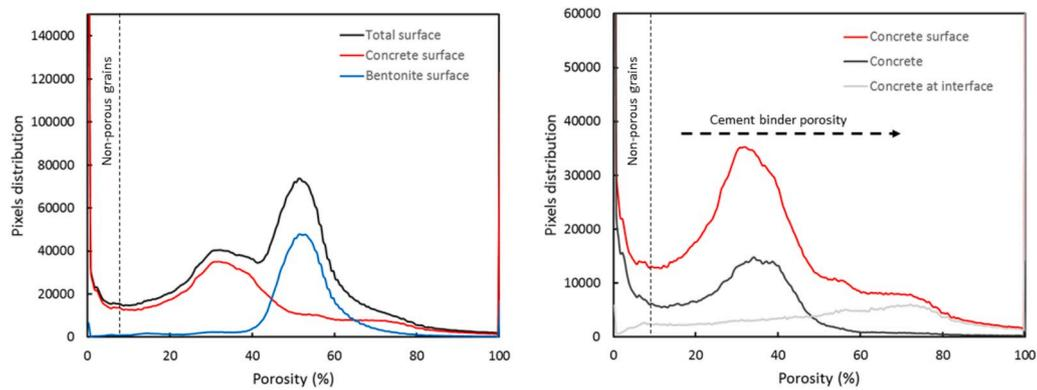 140000
120000
100000
80000
60000
40000
20000
0
Pixels distribution
Non-porous grains
Total surface
Concrete surface
Bentonite surface
0 20 40 60 80 100
Porosity (%)
60000
50000
40000
30000
20000
10000
0
Pixels distribution
Non-porous grains
Concrete surface
Concrete
Concrete at interface
Cement binder porosity
0 20 40 60 80 100
Porosity (%)